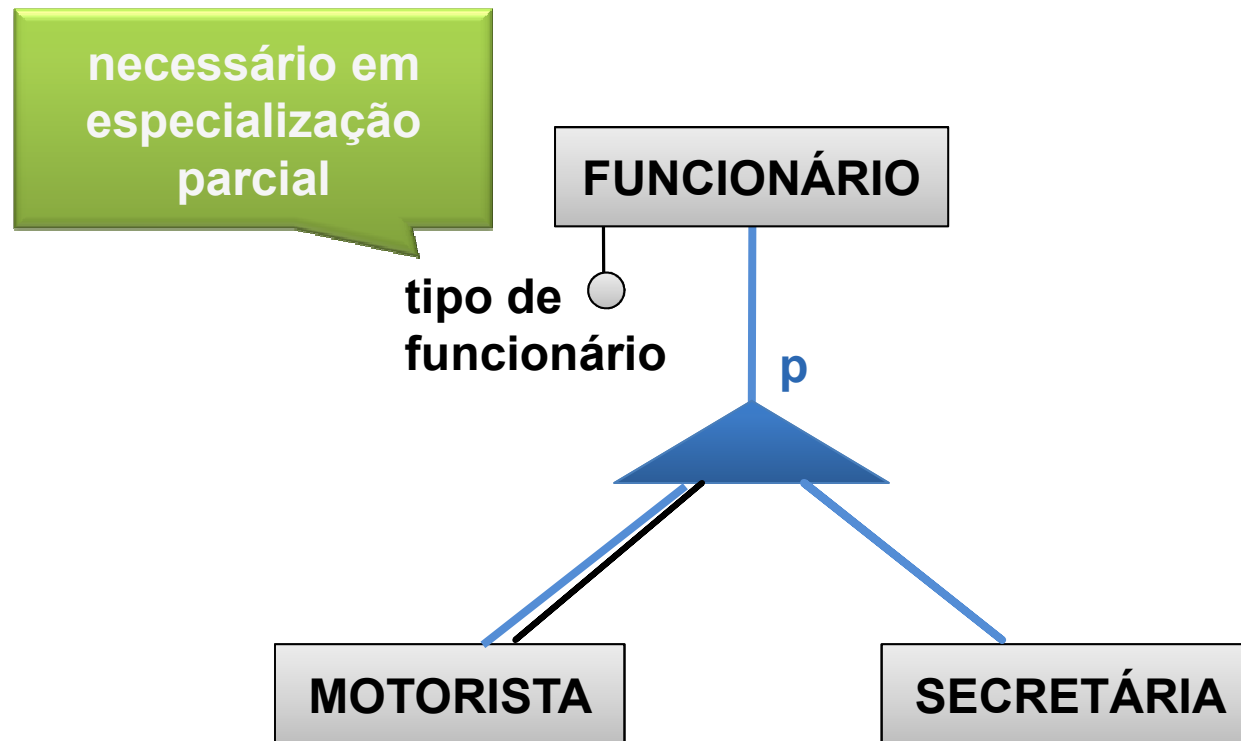 necessário em
especialização
parcial
FUNCIONÁRIO
tipo de
funcionário
p
MOTORISTA
SECRETÁRIA